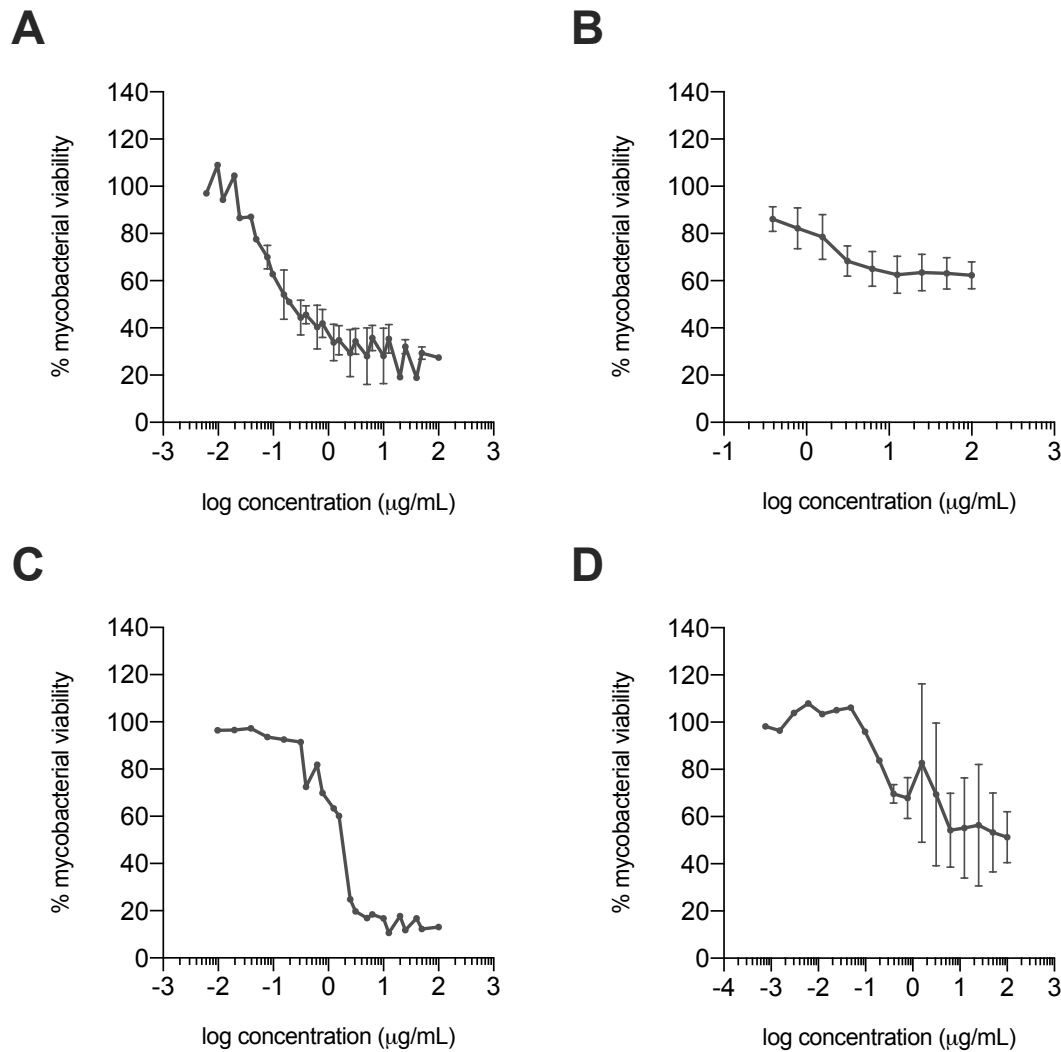 A
% mycobacterial viability
140
120
100
80
60
40
20
0
-3 -2 -1 0 1 2 3
log concentration (μg/mL)
B
% mycobacterial viability
140
120
100
80
60
40
20
0
-1 0 1 2 3
log concentration (μg/mL)
C
% mycobacterial viability
140
120
100
80
60
40
20
0
-3 -2 -1 0 1 2 3
log concentration (μg/mL)
D
% mycobacterial viability
140
120
100
80
60
40
20
0
-4 -3 -2 -1 0 1 2 3
log concentration (μg/mL)